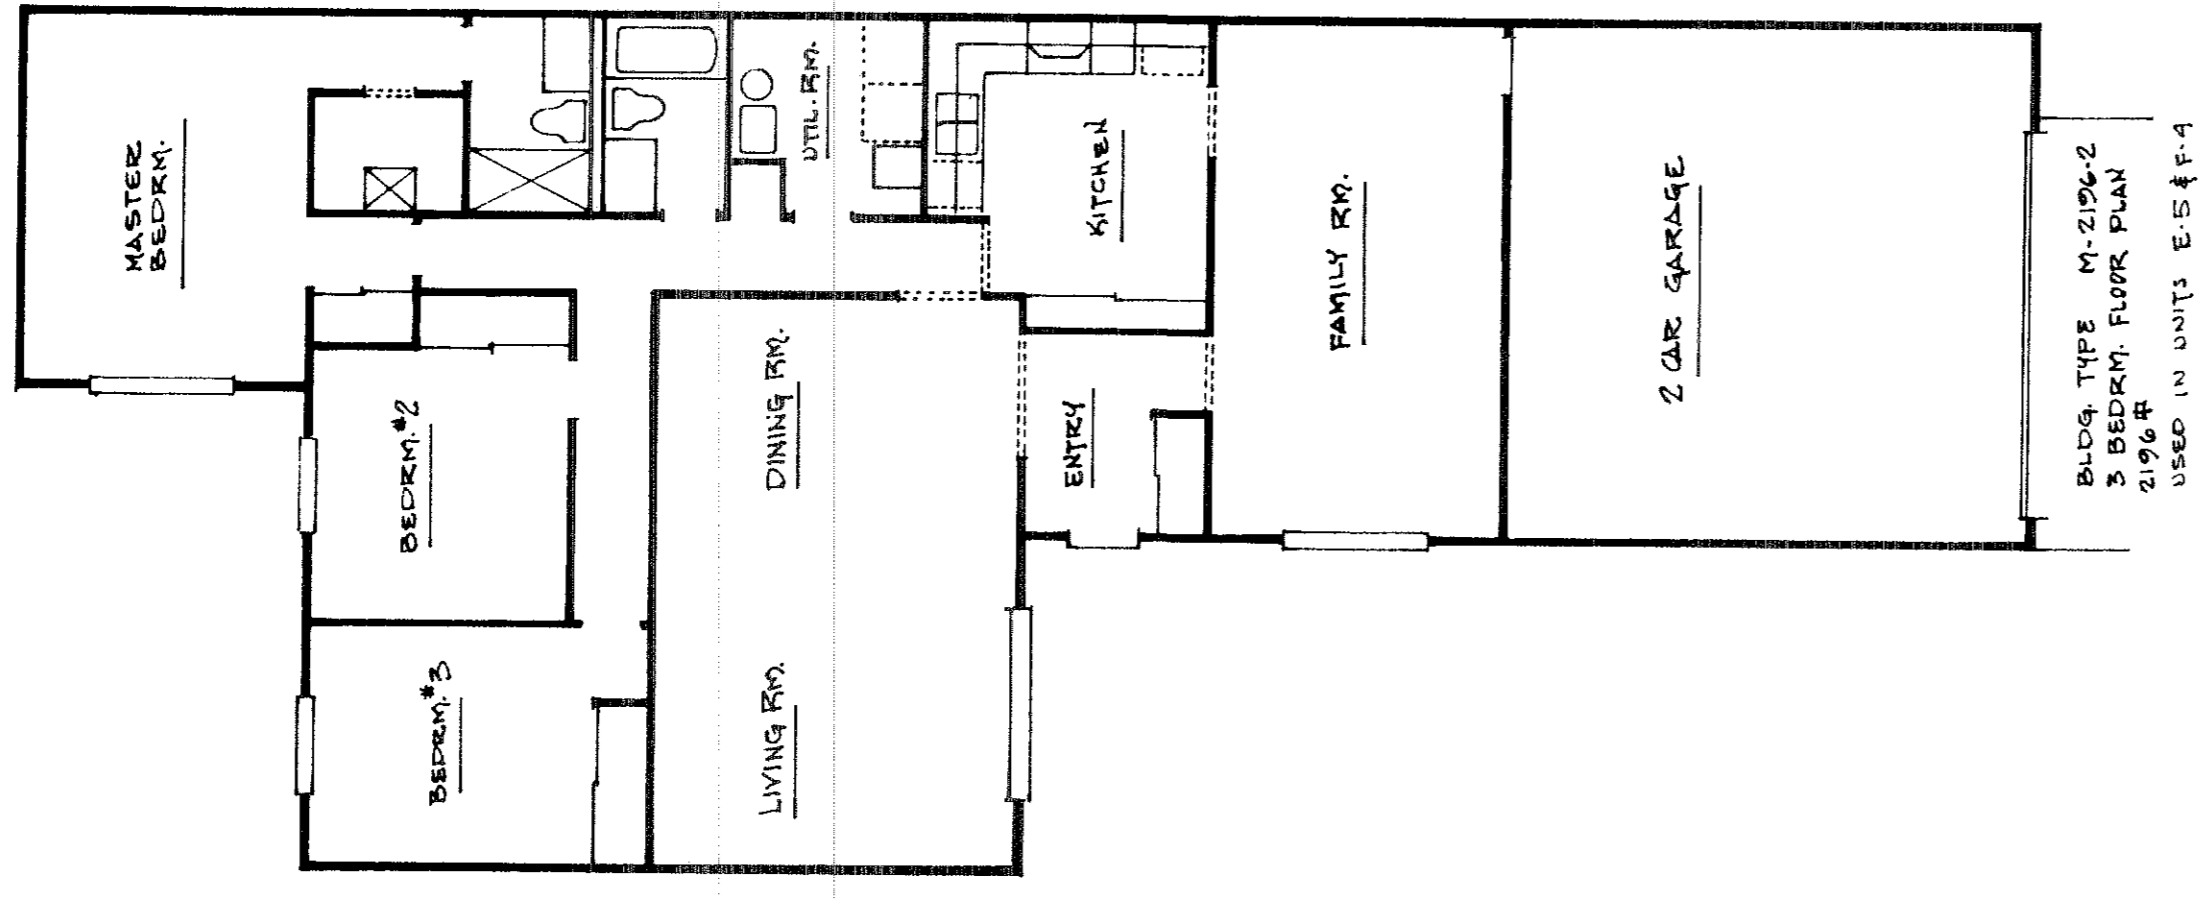 MASTER
BEDRM.
BEDRM. #2
BEDRM. #3
UTIL. RM.
DINING RM.
LIVING RM.
KITCHEN
ENTRY
FAMILY RM.
2 CAR GARAGE
BLDG. TYPE M-2196-2
3 BEDRM. FLOOR PLAN
2196 ⏍
USED IN UNITS E-5 & F-4